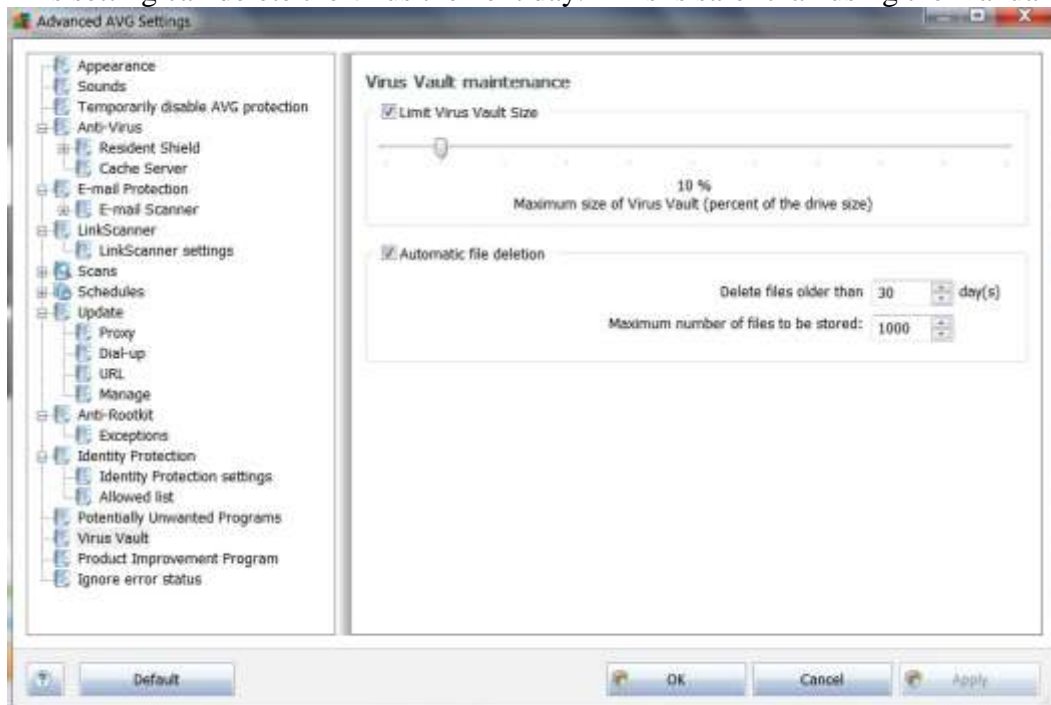 Advanced AVG Settings
Appearance
Sounds
Temporarily disable AVG protection
Anti-Virus
Resident Shield
Cache Server
E-mail Protection
E-mail Scanner
LinkScanner
LinkScanner settings
Scans
Schedules
Update
Proxy
Dial-up
URL
Manage
Anti-Rootkit
Exceptions
Identity Protection
Identity Protection settings
Allowed list
Potentially Unwanted Programs
Virus Vault
Product Improvement Program
Ignore error status
Virus Vault maintenance
Limit Virus Vault Size
10 %
Maximum size of Virus Vault (percent of the drive size)
Automatic file deletion
Delete files older than 30 day(s)
Maximum number of files to be stored: 1000
? Default OK Cancel Apply